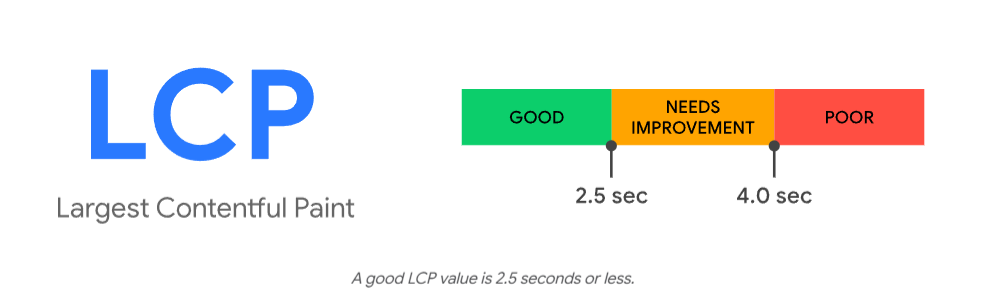 LCP
Largest Contentful Paint
GOOD
NEEDS
IMPROVEMENT
POOR
2.5 sec
4.0 sec
A good LCP value is 2.5 seconds or less.